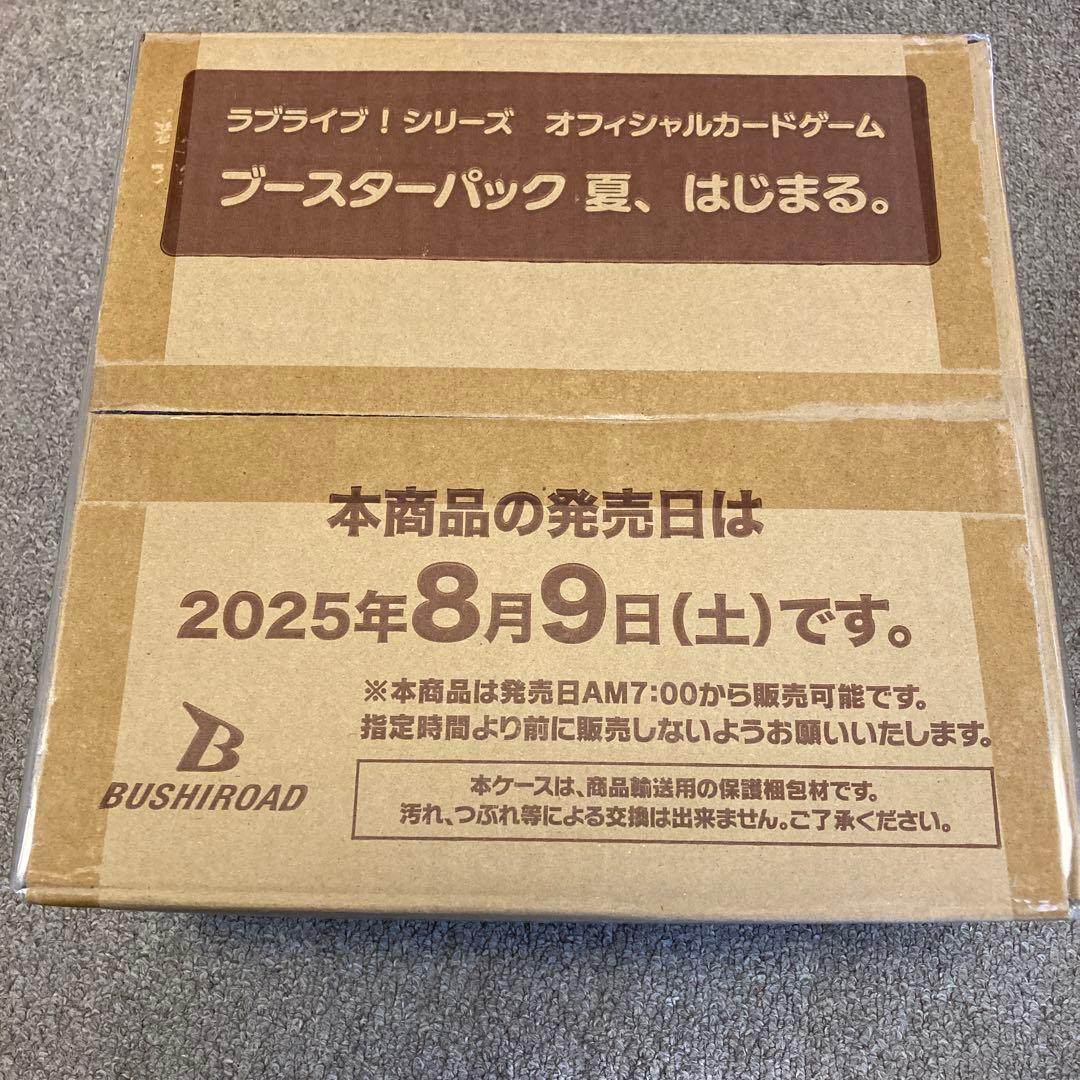 ラブライブ！シリーズ　オフィシャルカードゲーム
ブースターパック 夏、はじまる。
本商品の発売日は
2025年8月9日(土)です。
※本商品は発売日AM7:00から販売可能です。
指定時間より前に販売しないようお願いいたします。
B
BUSHIROAD
本ケースは、商品輸送用の保護梱包材です。
汚れ、つぶれ等による交換は出来ません。ご了承ください。